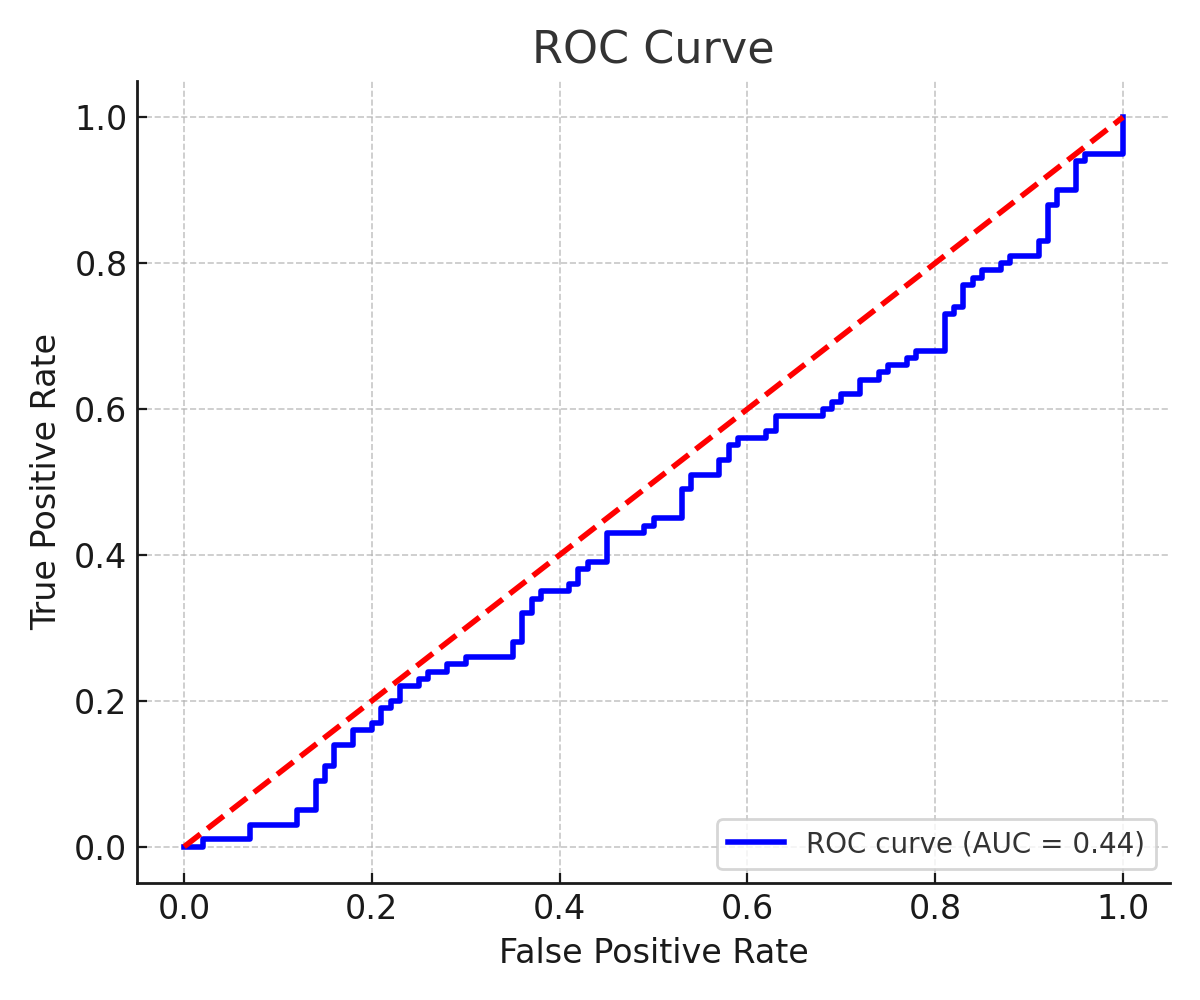 ROC Curve
True Positive Rate
1.0
0.8
0.6
0.4
0.2
0.0
ROC curve (AUC = 0.44)
0.0 0.2 0.4 0.6 0.8 1.0
False Positive Rate